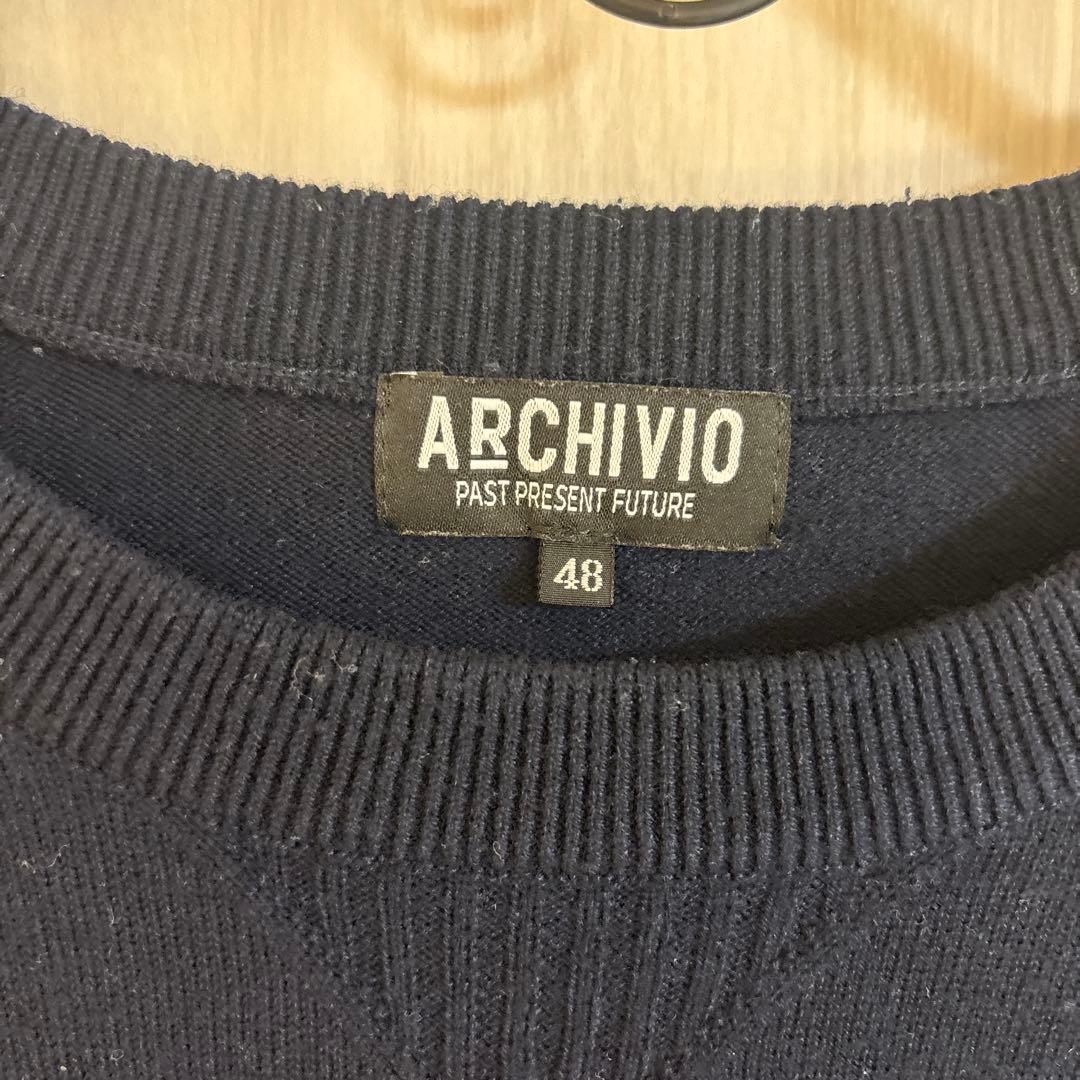 ARCHIVIO
PAST PRESENT FUTURE
48